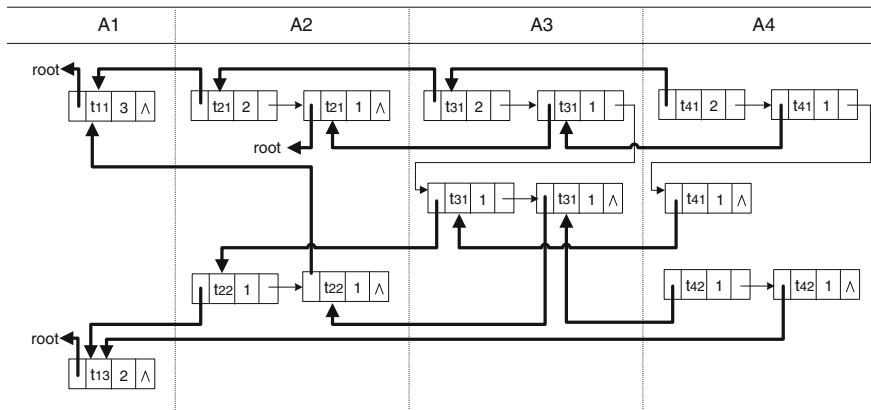 A1 A2 A3 A4
root
t11 3 ∧ t21 2 t21 1 ∧ t31 2 t31 1 t41 2 t41 1
root
t31 1 t31 1 ∧ t41 1 ∧
t22 1 t22 1 ∧ t42 1 t42 1 ∧
root
t13 2 ∧